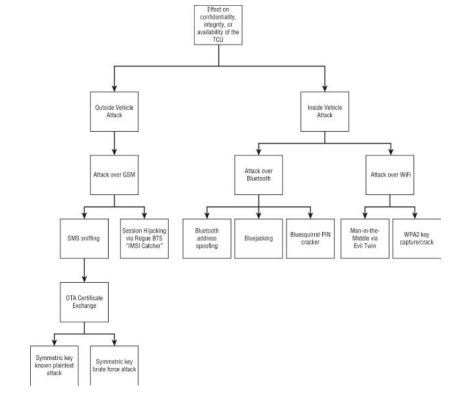 Effect on
confidentiality,
integrity, or
availability of the
TCU
Outside Vehicle
Attack
Inside Vehicle
Attack
Attack over GSM
Attack over
Bluetooth
Attack over WiFi
SMS sniffing
Session Hijacking
via Rogue BTS
"IMSI Catcher"
Bluetooth
address
spoofing
Bluejacking
Bluesquirrel PIN
cracker
Man-in-the-
Middle via
Evil Twin
WPA2 key
capture/crack
OTA Certificate
Exchange
Symmetric key
known plaintext
attack
Symmetric key
brute force attack